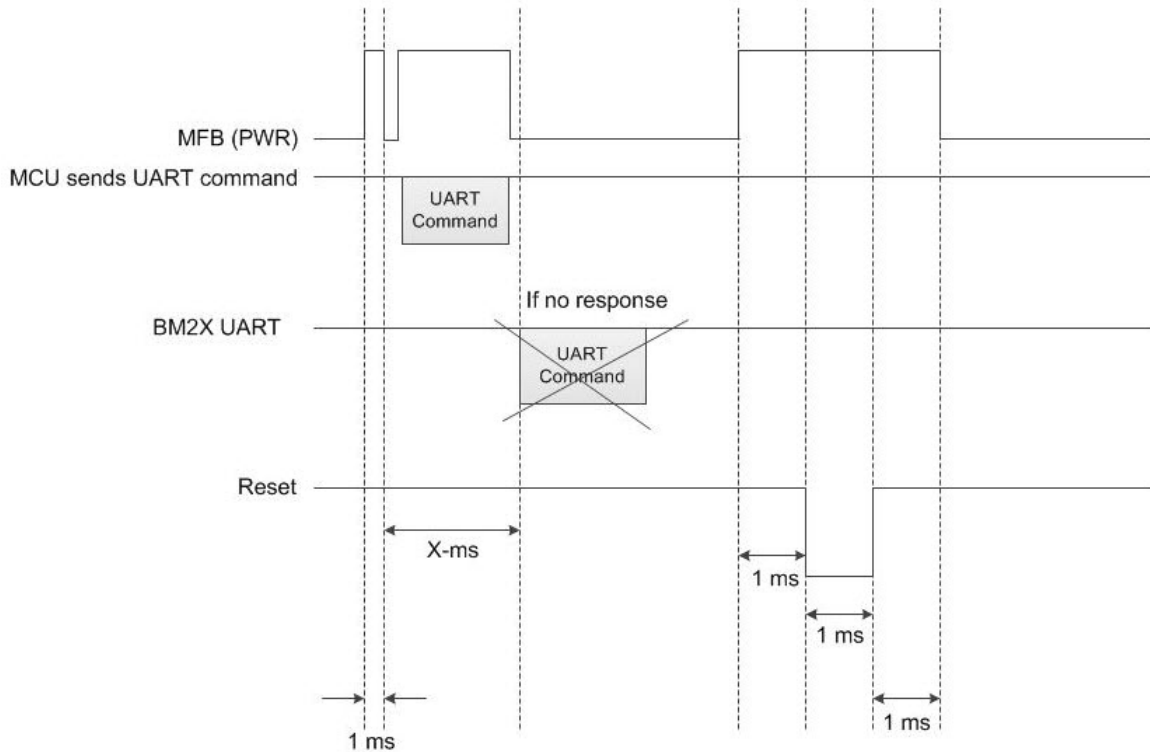 MFB (PWR)
MCU sends UART command
UART
Command
If no response
BM2X UART
UART
Command
Reset
X-ms
1 ms
1 ms
1 ms
1 ms